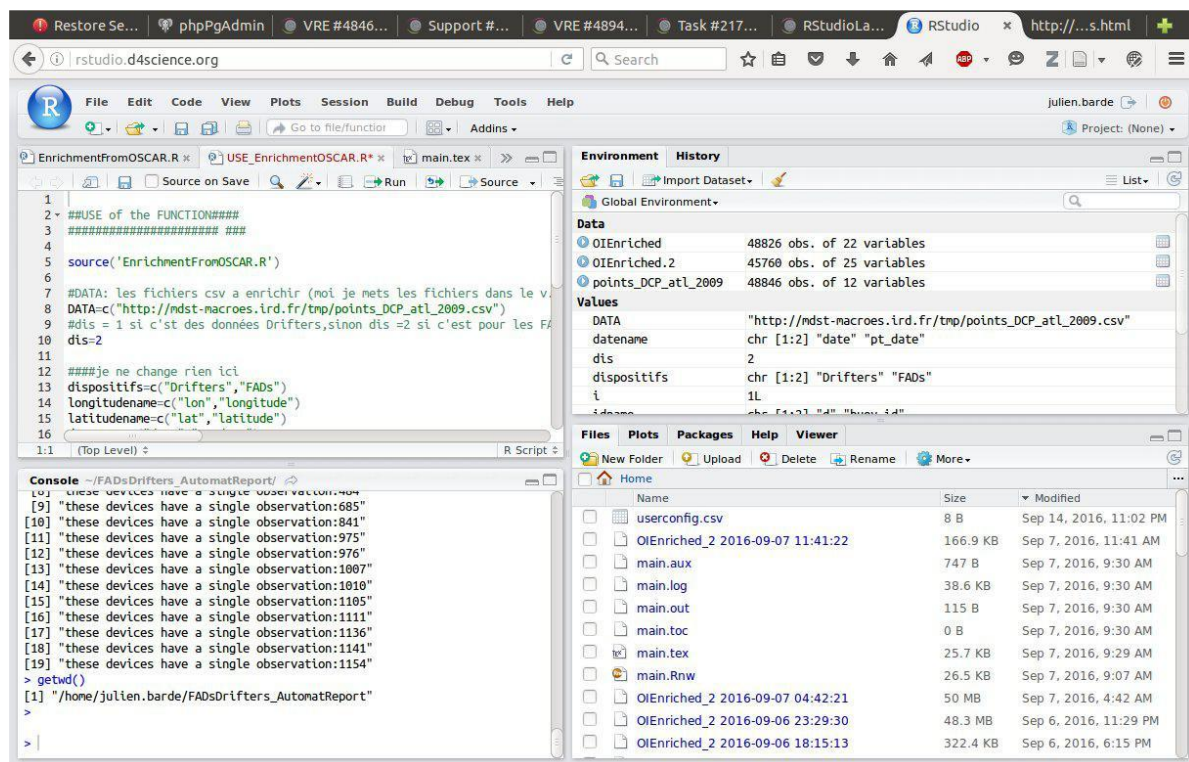 Restore Se... phpPgAdmin VRE #4846... Support #... VRE #4894... Task #217... RStudioLa... RStudio × http://...s.html
rstudio.d4science.org Search ABP Z
R File Edit Code View Plots Session Build Debug Tools Help julien.barde
Go to file/function Addins Project: (None)
EnrichmentFromOSCAR.R × USE_EnrichmentOSCAR.R* × main.tex ×
Source on Save Run Source
1
2 ##USE of the FUNCTION####
3 ###################### ###
4
5 source('EnrichmentFromOSCAR.R')
6
7 #DATA: les fichiers csv a enrichir (moi je mets les fichiers dans le v.
8 DATA=c("http://mdst-macroes.ird.fr/tmp/points_DCP_atl_2009.csv")
9 #dis = 1 si c'st des données Drifters,sinon dis =2 si c'est pour les FA
10 dis=2
11
12 ####je ne change rien ici
13 dispositifs=c("Drifters","FADs")
14 longitudename=c("lon","longitude")
15 latitudename=c("lat","latitude")
16
1:1 (Top Level) R Script
Console ~/FADsDrifters_AutomatReport/
[8] "these devices have a single observation:484"
[9] "these devices have a single observation:685"
[10] "these devices have a single observation:841"
[11] "these devices have a single observation:975"
[12] "these devices have a single observation:976"
[13] "these devices have a single observation:1007"
[14] "these devices have a single observation:1010"
[15] "these devices have a single observation:1105"
[16] "these devices have a single observation:1111"
[17] "these devices have a single observation:1136"
[18] "these devices have a single observation:1141"
[19] "these devices have a single observation:1154"
> getwd()
[1] "/home/julien.barde/FADsDrifters_AutomatReport"
>
>
Environment History
Import Dataset List
Global Environment
Data
OIEnriched 48826 obs. of 22 variables
OIEnriched.2 45760 obs. of 25 variables
points_DCP_atl_2009 48846 obs. of 12 variables
Values
DATA "http://mdst-macroes.ird.fr/tmp/points_DCP_atl_2009.csv"
datename chr [1:2] "date" "pt_date"
dis 2
dispositifs chr [1:2] "Drifters" "FADs"
i 1L
idname chr [1:2] "d" "buoy_id"
Files Plots Packages Help Viewer
New Folder Upload Delete Rename More
Home
Name Size Modified
userconfig.csv 8 B Sep 14, 2016, 11:02 PM
OIEnriched_2 2016-09-07 11:41:22 166.9 KB Sep 7, 2016, 11:41 AM
main.aux 747 B Sep 7, 2016, 9:30 AM
main.log 38.6 KB Sep 7, 2016, 9:30 AM
main.out 115 B Sep 7, 2016, 9:30 AM
main.toc 0 B Sep 7, 2016, 9:30 AM
main.tex 25.7 KB Sep 7, 2016, 9:29 AM
main.Rnw 26.5 KB Sep 7, 2016, 9:07 AM
OIEnriched_2 2016-09-07 04:42:21 50 MB Sep 7, 2016, 4:42 AM
OIEnriched_2 2016-09-06 23:29:30 48.3 MB Sep 6, 2016, 11:29 PM
OIEnriched_2 2016-09-06 18:15:13 322.4 KB Sep 6, 2016, 6:15 PM